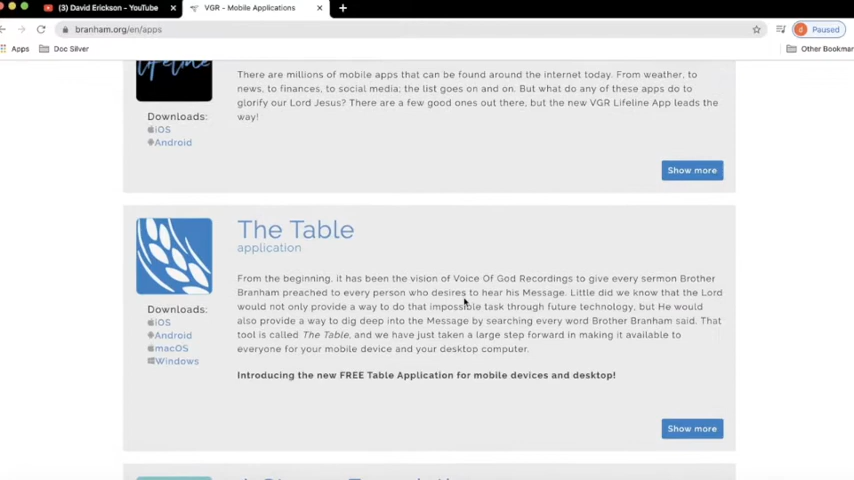 (3) David Erickson - YouTube
VGR - Mobile Applications
branham.org/en/apps
Paused
Apps
Doc Silver
Other Bookmar
lifeline
There are millions of mobile apps that can be found around the internet today. From weather, to
news, to finances, to social media; the list goes on and on. But what do any of these apps do to
glorify our Lord Jesus? There are a few good ones out there, but the new VGR Lifeline App leads the
way!
Downloads:
iOS
Android
Show more
The Table
application
From the beginning, it has been the vision of Voice Of God Recordings to give every sermon Brother
Branham preached to every person who desires to hear his Message. Little did we know that the Lord
would not only provide a way to do that impossible task through future technology, but He would
also provide a way to dig deep into the Message by searching every word Brother Branham said. That
tool is called The Table, and we have just taken a large step forward in making it available to
everyone for your mobile device and your desktop computer.
Introducing the new FREE Table Application for mobile devices and desktop!
Downloads:
iOS
Android
macOS
Windows
Show more